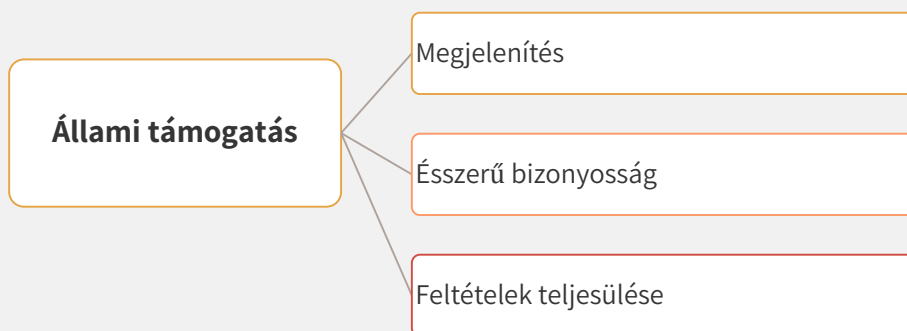 Állami támogatás
Megjelenítés
Ésszerű bizonyosság
Feltételek teljesülése